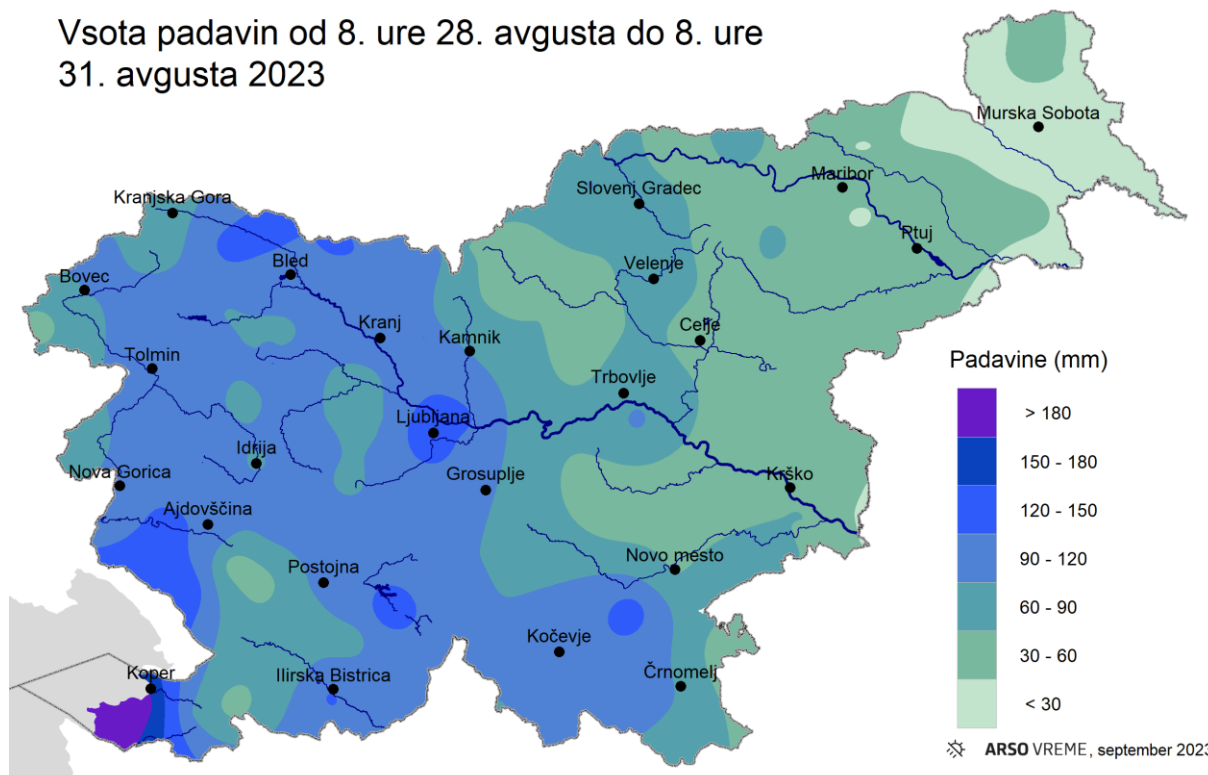 Vsota padavin od 8. ure 28. avgusta do 8. ure
31. avgusta 2023
Murska Sobota
Maribor
Slovenj Gradec
Kranjska Gora
Ptuj
Bled
Velenje
Bovec
Kranj
Celje
Kamnik
Tolmin
Padavine (mm)
Trbovlje
> 180
Ljubljana
Idrija
150 - 180
Nova Gorica
Grosuplje
Krško
Ajdovščina
120 - 150
90 - 120
Novo mesto
Postojna
60 - 90
Kočevje
30 - 60
Koper
Ilirska Bistrica
Črnomelj
< 30
ARSO VREME, september 2023